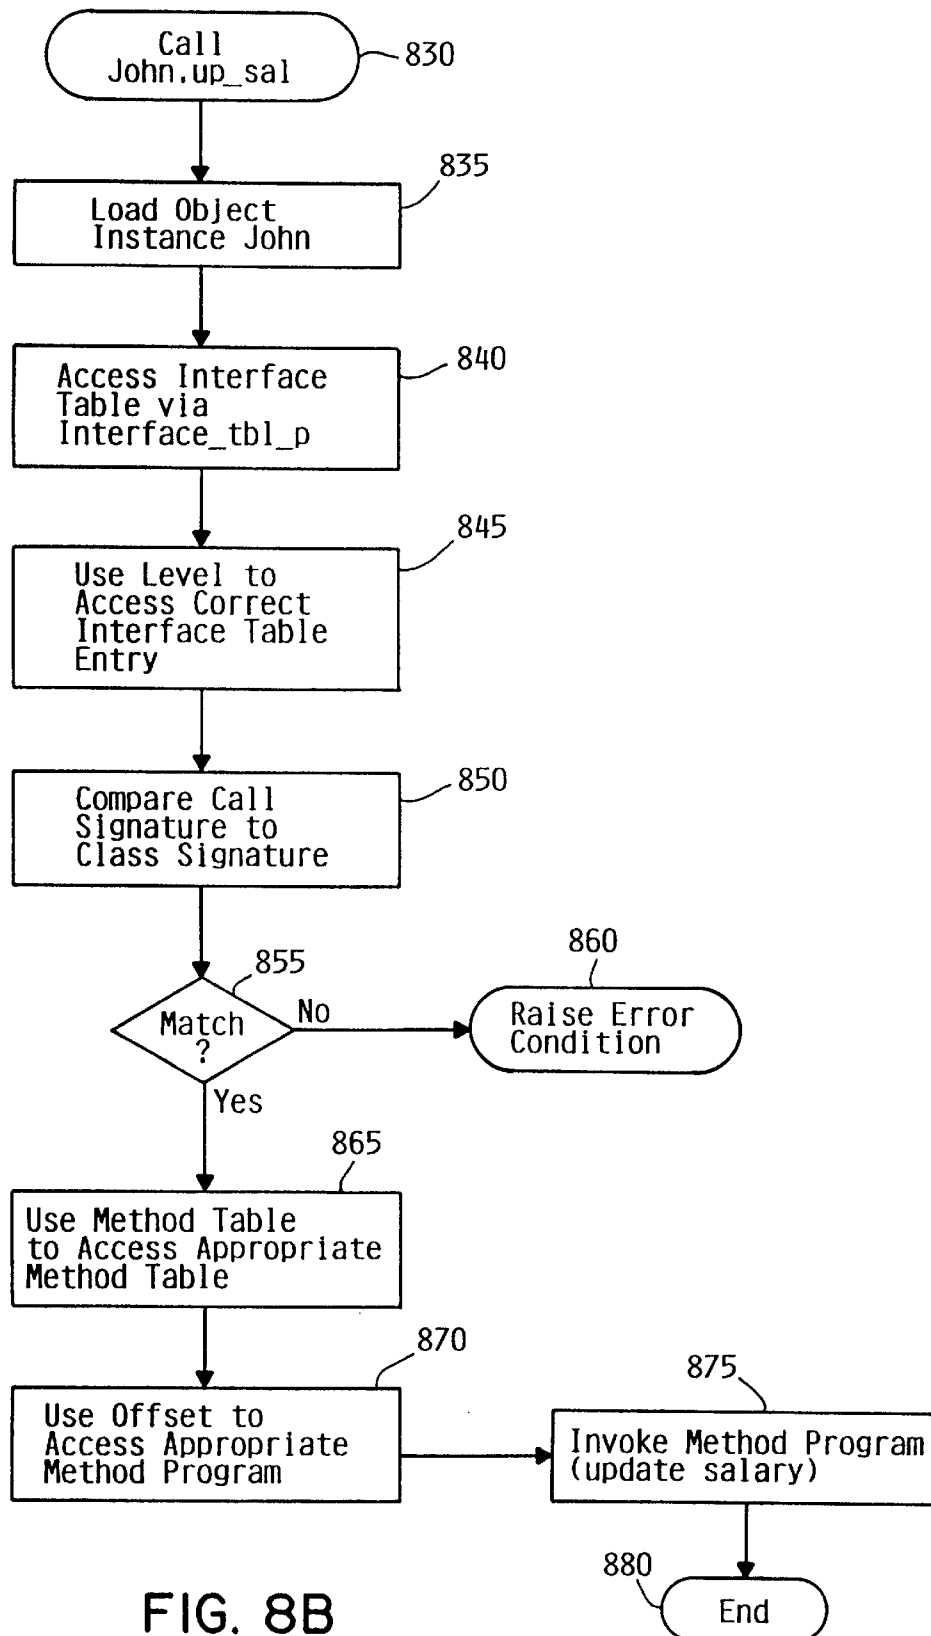 Call
John.up_sal
830
835
Load Object
Instance John
840
Access Interface
Table via
Interface_tbl_p
845
Use Level to
Access Correct
Interface Table
Entry
850
Compare Call
Signature to
Class Signature
855
Match
?
No
860
Raise Error
Condition
Yes
865
Use Method Table
to Access Appropriate
Method Table
870
Use Offset to
Access Appropriate
Method Program
875
Invoke Method Program
(update salary)
880
End
FIG. 8B